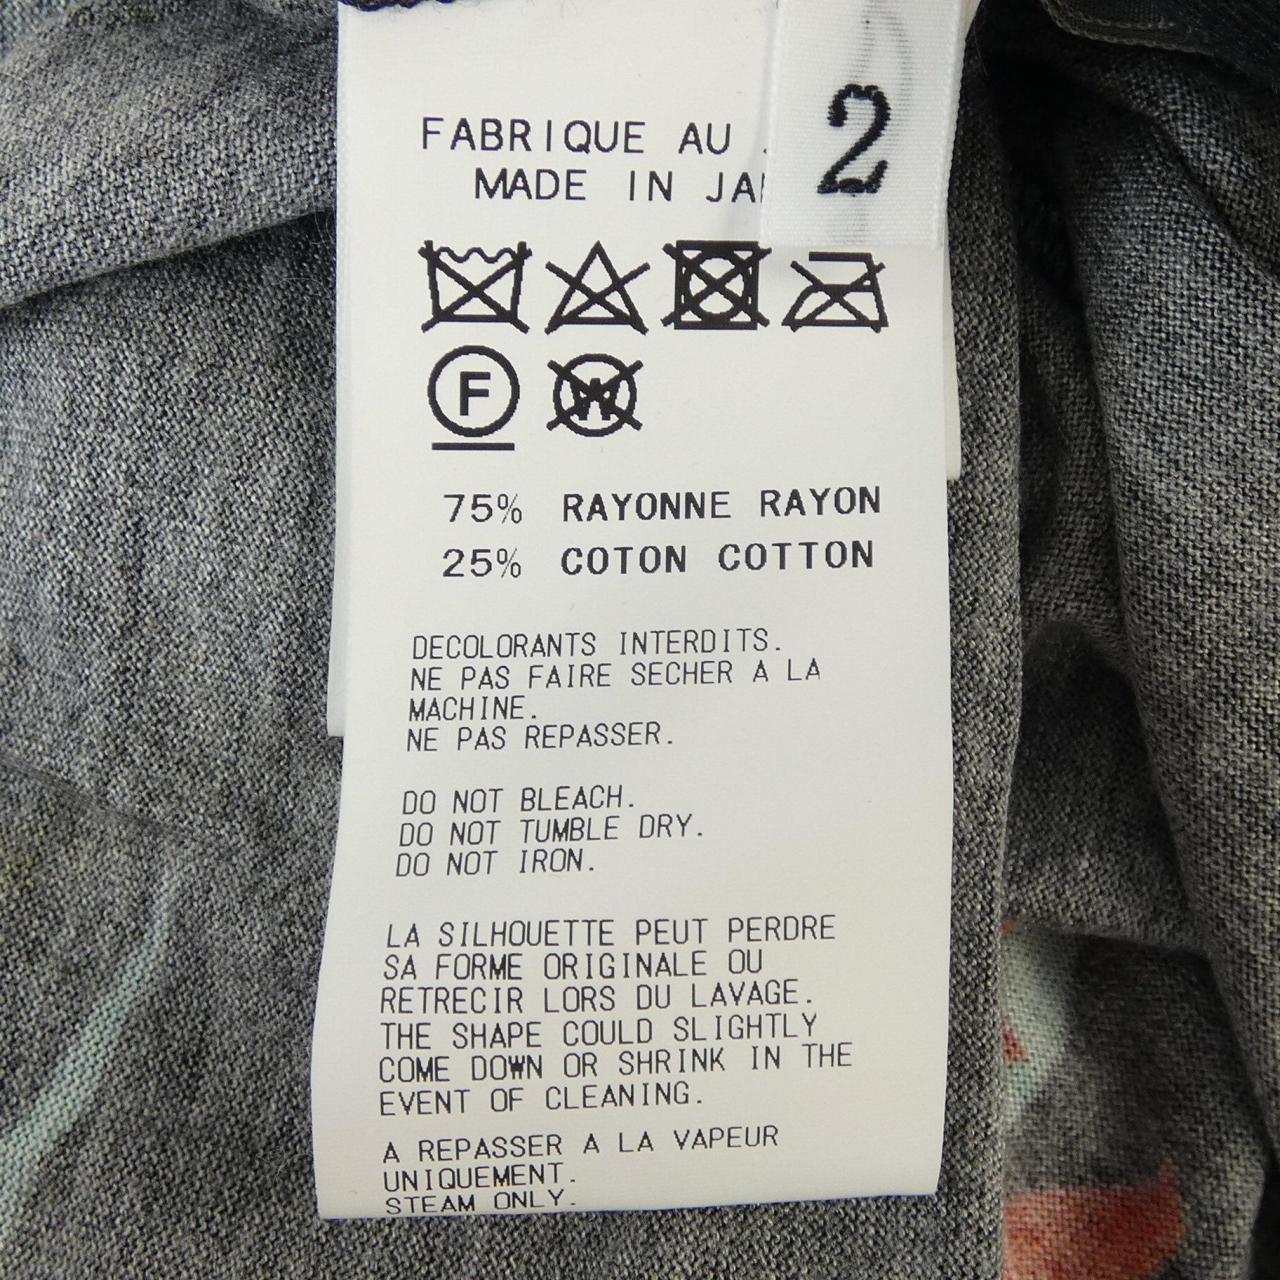 2
FABRIQUE AU
MADE IN
F
W
75% RAYONNE RAYON
25% COTON COTTON
DECOLORANTS INTERDITS.
NE PAS FAIRE SECHER A LA
MACHINE.
NE PAS REPASSER.
DO NOT BLEACH.
DO NOT TUMBLE DRY.
DO NOT IRON.
LA SILHOUETTE PEUT PERDRE
SA FORME ORIGINALE OU
RETRECIR LORS DU LAVAGE.
THE SHAPE COULD SLIGHTLY
COME DOWN OR SHRINK IN THE
EVENT OF CLEANING.
A REPASSER A LA VAPEUR
UNIQUEMENT.
STEAM ONLY.